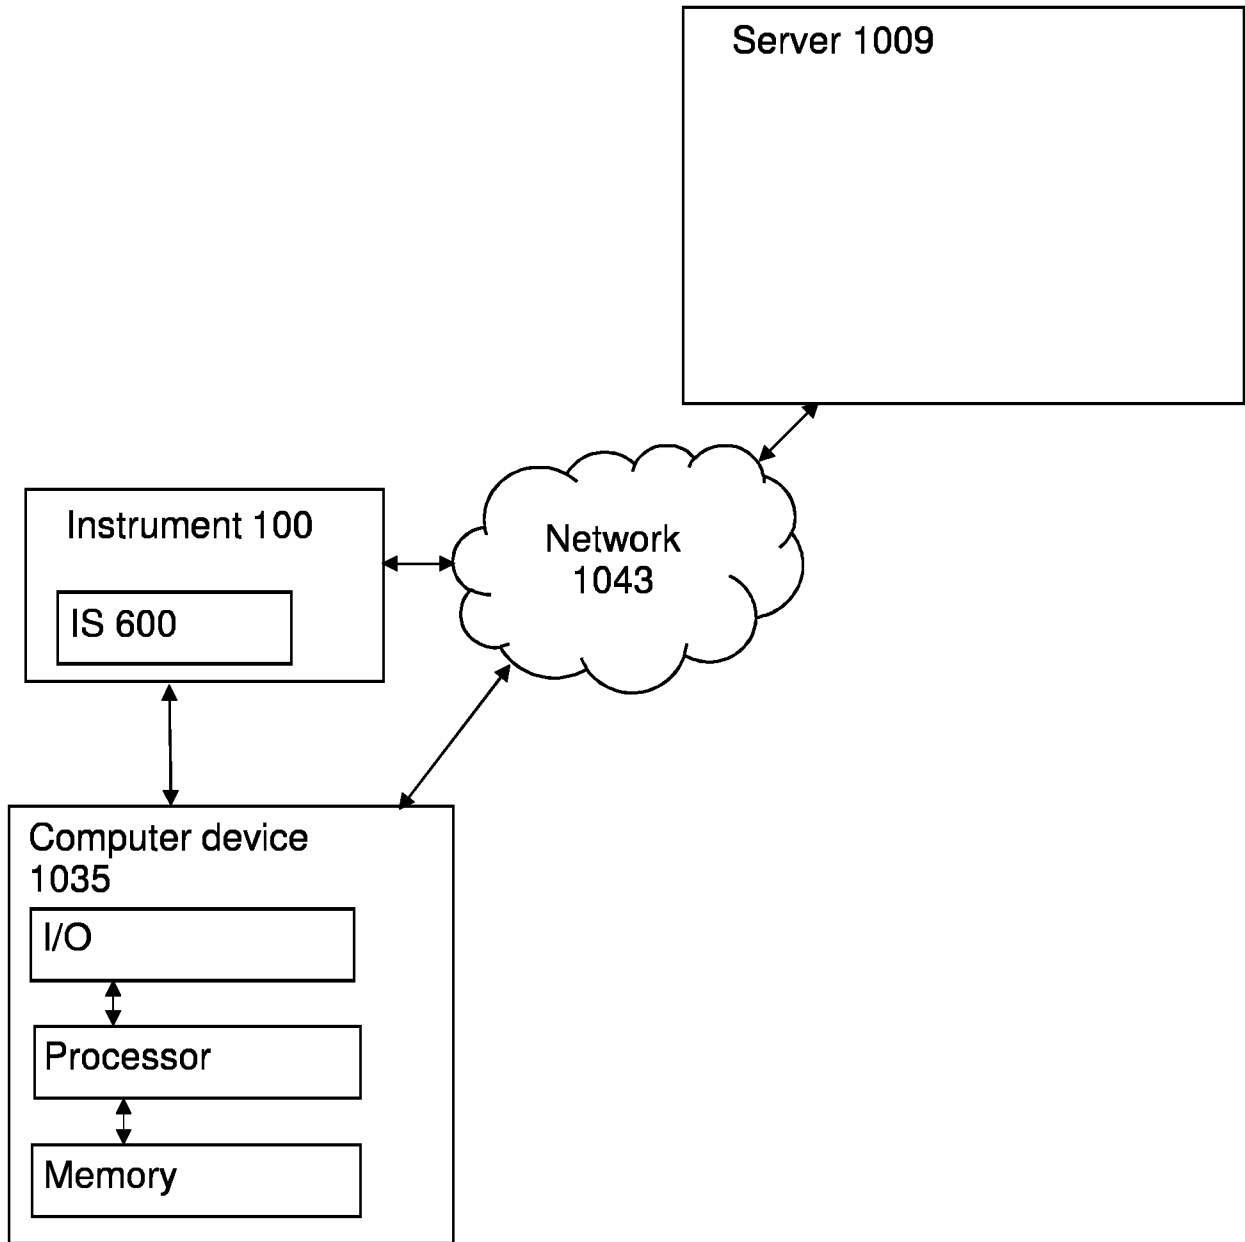 Server 1009
Instrument 100
IS 600
Network
1043
Computer device
1035
I/O
Processor
Memory